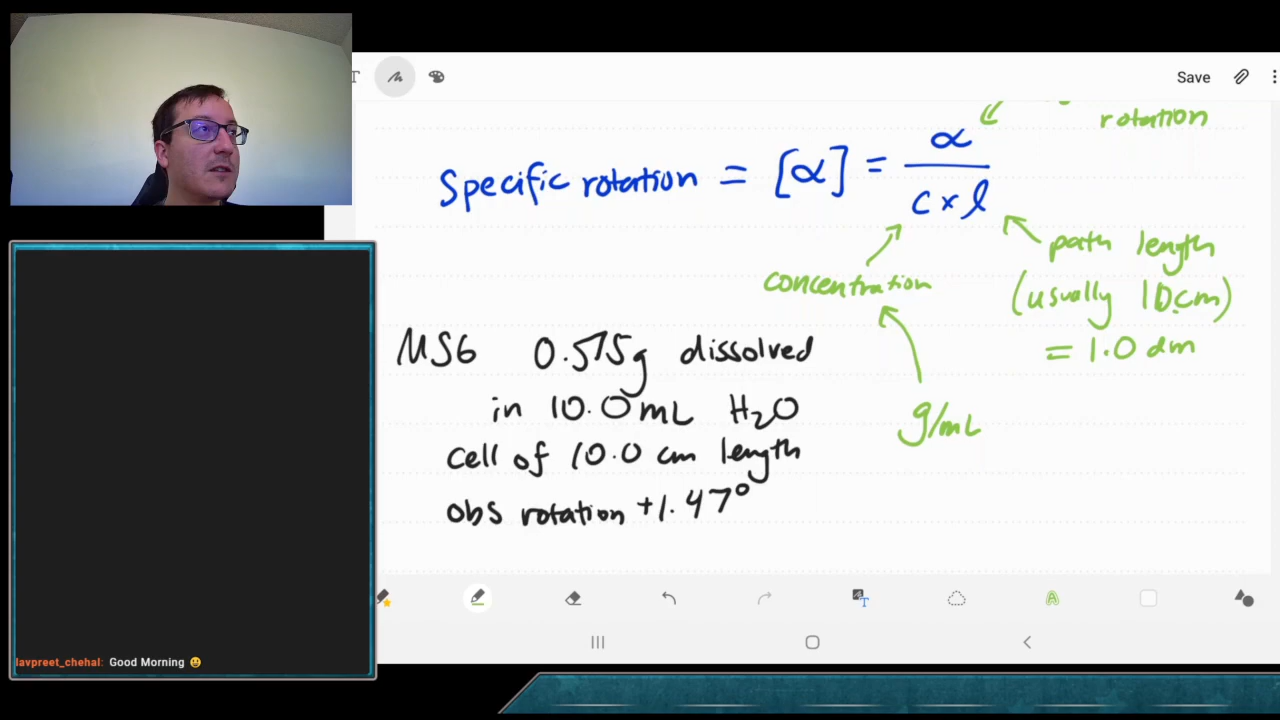 T
Save
rotation
Specific rotation = [α] = α / c × l
concentration
path length
(usually 10cm)
= 1.0 dm
g/mL
MSG 0.515g dissolved
in 10.0 mL H₂O
cell of 10.0 cm length
obs rotation +1.47°
lavpreet_chehal: Good Morning 😀